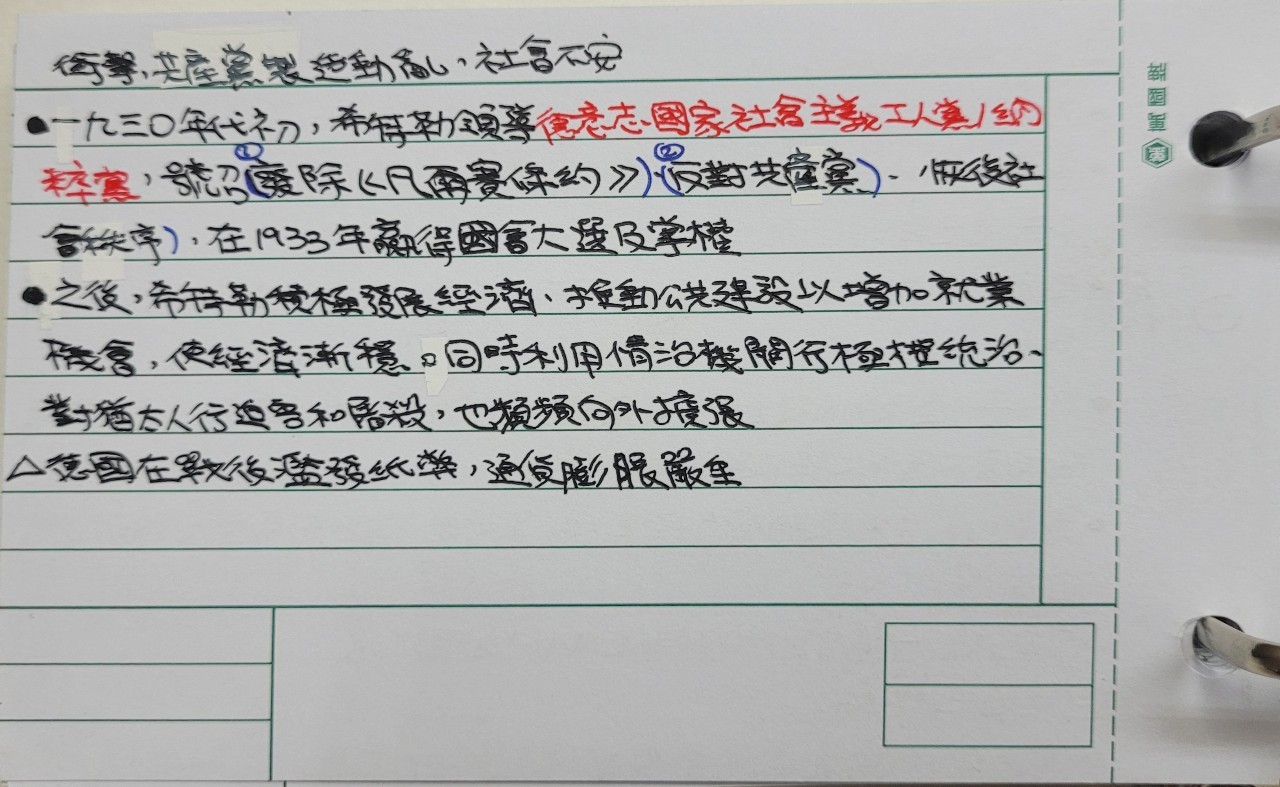 衝擊,共產黨製造動亂,社會不安
●一九三〇年代初,希特勒領導德意志國家社會主義工人黨/納
粹黨,號召①(廢除《凡爾賽條約》)、②(反對共產黨)、恢後社
會秩序)、在1933年贏得國會大選及掌權
●之後,希特勒積極發展經濟、推動公共建設以增加就業
機會,使經濟漸穩。同時利用情治機關行極權統治、
對猶太人行迫害和屠殺,也頻頻向外擴張
△德國在戰後濫發紙幣,通貨膨脹嚴重
萬國牌